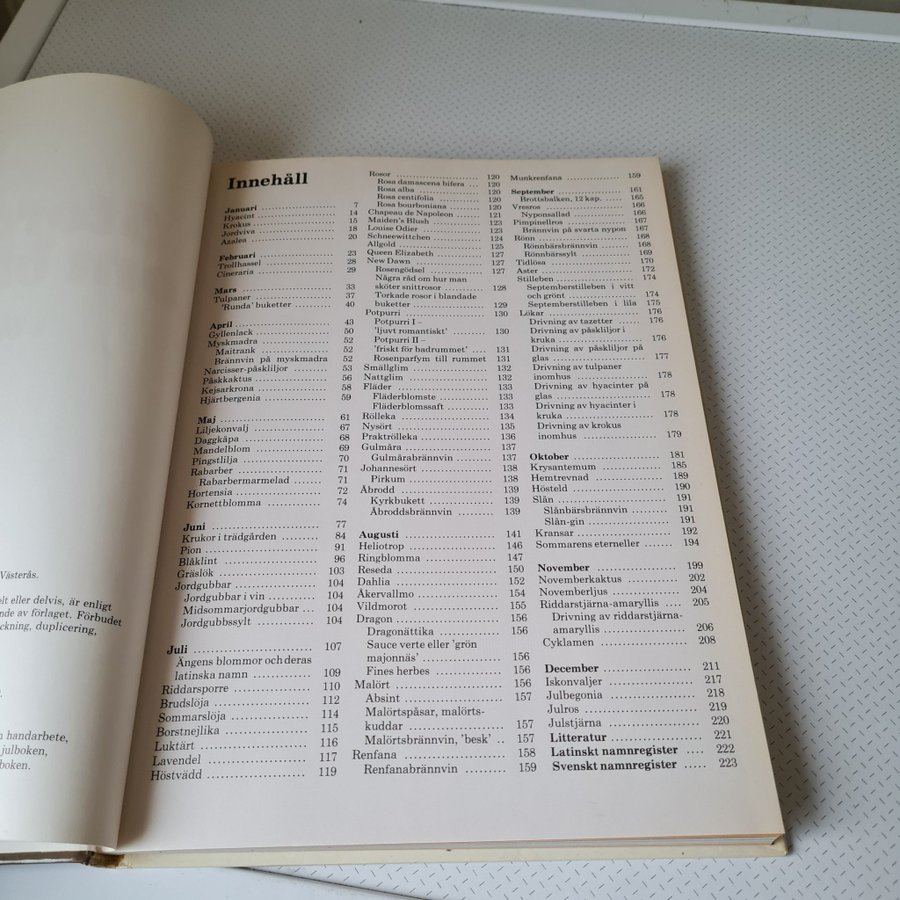 Västerås.
elt eller delvis, är enligt
nde av förlaget. Förbudet
ckning, duplicering,
n handarbete,
julboken,
boken.
Innehåll
Januari 7
Hyacint 14
Krokus 15
Jordviva 18
Azalea 20
Februari 23
Trollhassel 28
Cineraria 29
Mars 33
Tulpaner 37
'Runda' buketter 40
April 43
Gyllenlack 50
Myskmadra 52
Maitrank 52
Brännvin på myskmadra 52
Narcisser-påskliljor 53
Påskkaktus 56
Kejsarkrona 58
Hjärtbergenia 59
Maj 61
Liljekonvalj 67
Daggkåpa 68
Mandelblom 69
Pingstlilja 70
Rabarber 71
Rabarbermarmelad 71
Hortensia 72
Kornettblomma 74
Juni 77
Krukor i trädgården 84
Pion 91
Blåklint 96
Gräslök 103
Jordgubbar 104
Jordgubbar i vin 104
Midsommarjordgubbar 104
Jordgubbssylt 104
Juli 107
Ängens blommor och deras
latinska namn 109
Riddarsporre 110
Brudslöja 112
Sommarslöja 114
Borstnejlika 115
Luktärt 116
Lavendel 117
Höstvädd 119
Rosor 120
Rosa damascena bifera 120
Rosa alba 120
Rosa centifolia 120
Rosa bourboniana 120
Chapeau de Napoleon 121
Maiden's Blush 123
Louise Odier 123
Schneewittchen 124
Allgold 125
Queen Elizabeth 127
New Dawn 127
Rosengödsel 127
Några råd om hur man
sköter snittrosor 128
Torkade rosor i blandade
buketter 129
Potpurri 130
Potpurri I –
'ljuvt romantiskt' 130
Potpurri II –
'friskt för badrummet' 131
Rosenparfym till rummet 131
Smällglim 132
Nattglim 132
Fläder 133
Fläderblomste 133
Fläderblomssaft 133
Rölleka 134
Nysört 135
Praktrölleka 136
Gulmåra 137
Gulmårabrännvin 137
Johannesört 138
Pirkum 138
Åbrodd 139
Kyrkbukett 139
Åbroddsbrännvin 139
Augusti 141
Heliotrop 146
Ringblomma 147
Reseda 150
Dahlia 152
Åkervallmo 154
Vildmorot 155
Dragon 156
Dragonättika 156
Sauce verte eller 'grön
majonnäs' 156
Fines herbes 156
Malört 156
Absint 157
Malörtspåsar, malörts-
kuddar 157
Malörtsbrännvin, 'besk' 157
Renfana 158
Renfanabrännvin 159
Munkrenfana 159
September 161
Brottsbalken, 12 kap. 165
Vresros 166
Nyponsallad 166
Pimpinellros 167
Brännvin på svarta nypon 167
Rönn 168
Rönnbärsbrännvin 168
Rönnbärssylt 169
Tidlösa 170
Aster 172
Stilleben 174
Septemberstilleben i vitt
och grönt 174
Septemberstilleben i lila 175
Lökar 176
Drivning av tazetter 176
Drivning av påskliljor i
kruka 176
Drivning av påskliljor på
glas 177
Drivning av tulpaner
inomhus 178
Drivning av hyacinter på
glas 178
Drivning av hyacinter i
kruka 178
Drivning av krokus
inomhus 179
Oktober 181
Krysantemum 185
Hemtrevnad 189
Hösteld 190
Slån 191
Slånbärsbrännvin 191
Slån-gin 191
Kransar 192
Sommarens eterneller 194
November 199
Novemberkaktus 202
Novemberljus 204
Riddarstjärna-amaryllis 205
Drivning av riddarstjärna-
amaryllis 206
Cyklamen 208
December 211
Iskonvaljer 217
Julbegonia 218
Julros 219
Julstjärna 220
Litteratur 221
Latinskt namnregister 222
Svenskt namnregister 223